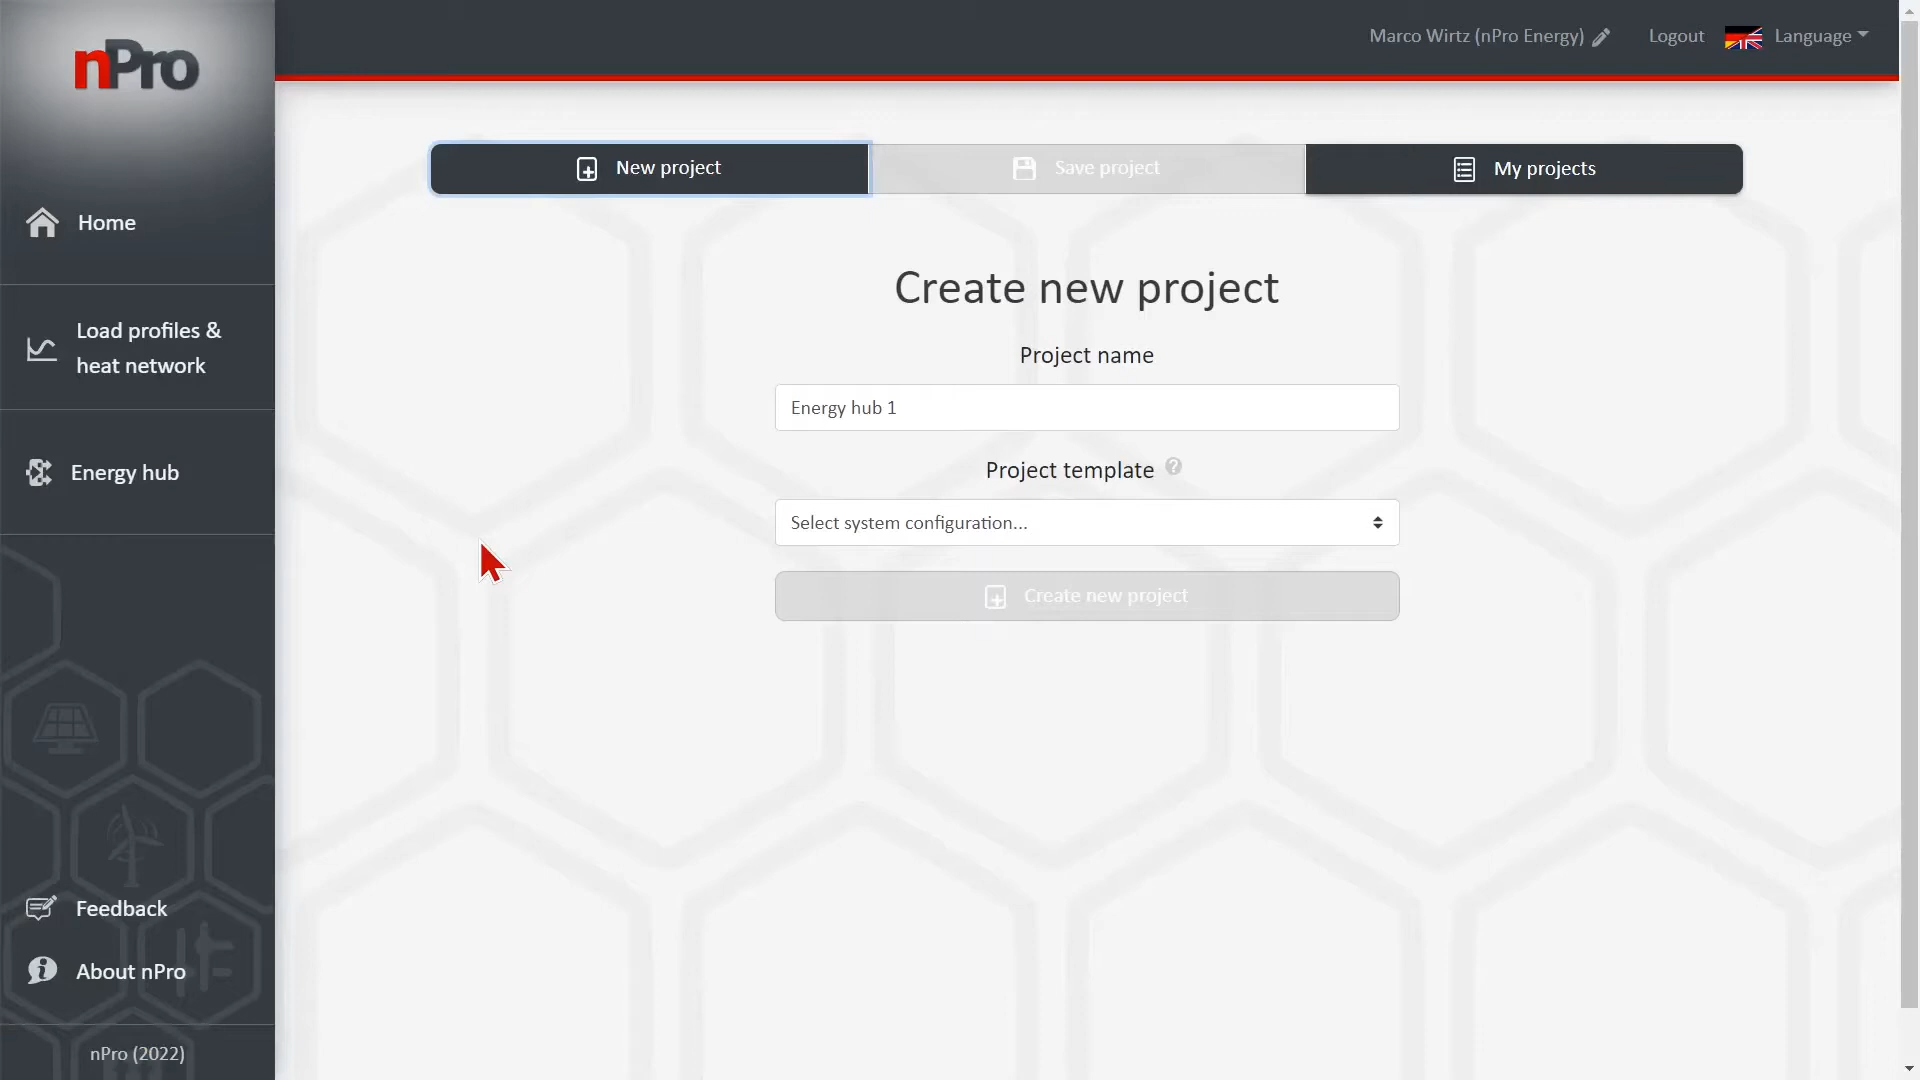 nPro
Marco Wirtz (nPro Energy)
Logout
Language
New project
Save project
My projects
Home
Load profiles &
heat network
Energy hub
Create new project
Project name
Energy hub 1
Project template ?
Select system configuration...
Create new project
Feedback
About nPro
nPro (2022)